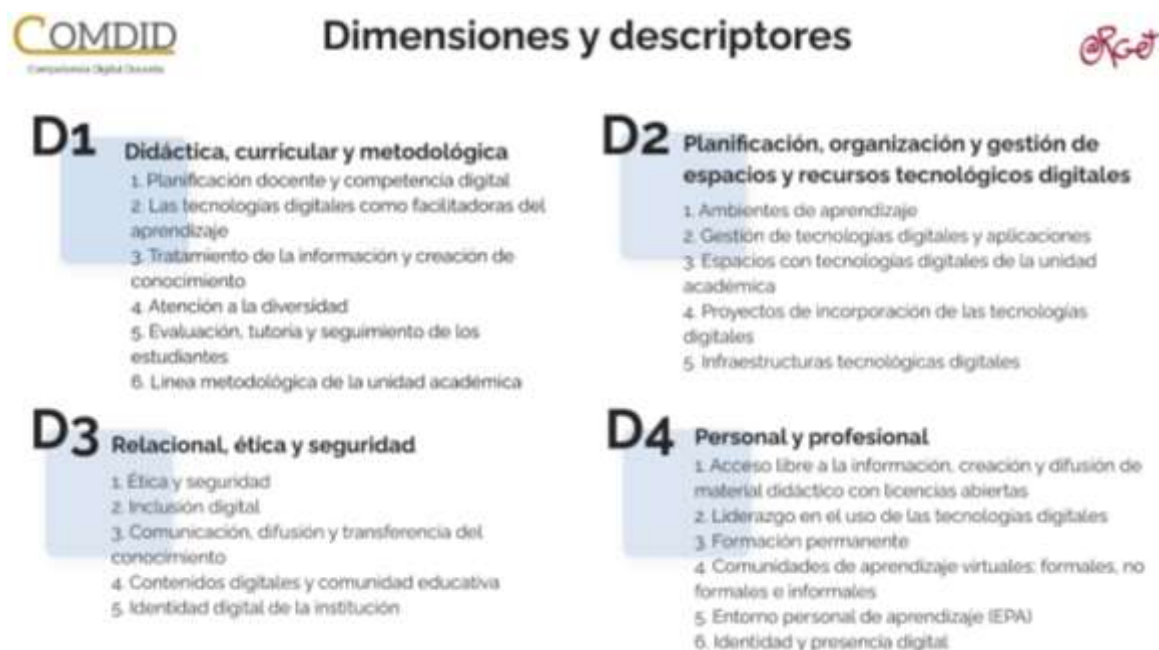 COMDID
Competencia Digital Docente
Dimensiones y descriptores
ARGET
D1
Didáctica, curricular y metodológica
1. Planificación docente y competencia digital
2. Las tecnologías digitales como facilitadoras del
aprendizaje
3. Tratamiento de la información y creación de
conocimiento
4. Atención a la diversidad
5. Evaluación, tutoria y seguimiento de los
estudiantes
6. Línea metodológica de la unidad académica
D2
Planificación, organización y gestión de
espacios y recursos tecnológicos digitales
1. Ambientes de aprendizaje
2. Gestión de tecnologías digitales y aplicaciones
3. Espacios con tecnologías digitales de la unidad
académica
4. Proyectos de incorporación de las tecnologías
digitales
5. Infraestructuras tecnológicas digitales
D3
Relacional, ética y seguridad
1. Ética y seguridad
2. Inclusión digital
3. Comunicación, difusión y transferencia del
conocimiento
4. Contenidos digitales y comunidad educativa
5. Identidad digital de la institución
D4
Personal y profesional
1. Acceso libre a la información, creación y difusión de
material didáctico con licencias abiertas
2. Liderazgo en el uso de las tecnologías digitales
3. Formación permanente
4. Comunidades de aprendizaje virtuales: formales, no
formales e informales
5. Entorno personal de aprendizaje (EPA)
6. Identidad y presencia digital